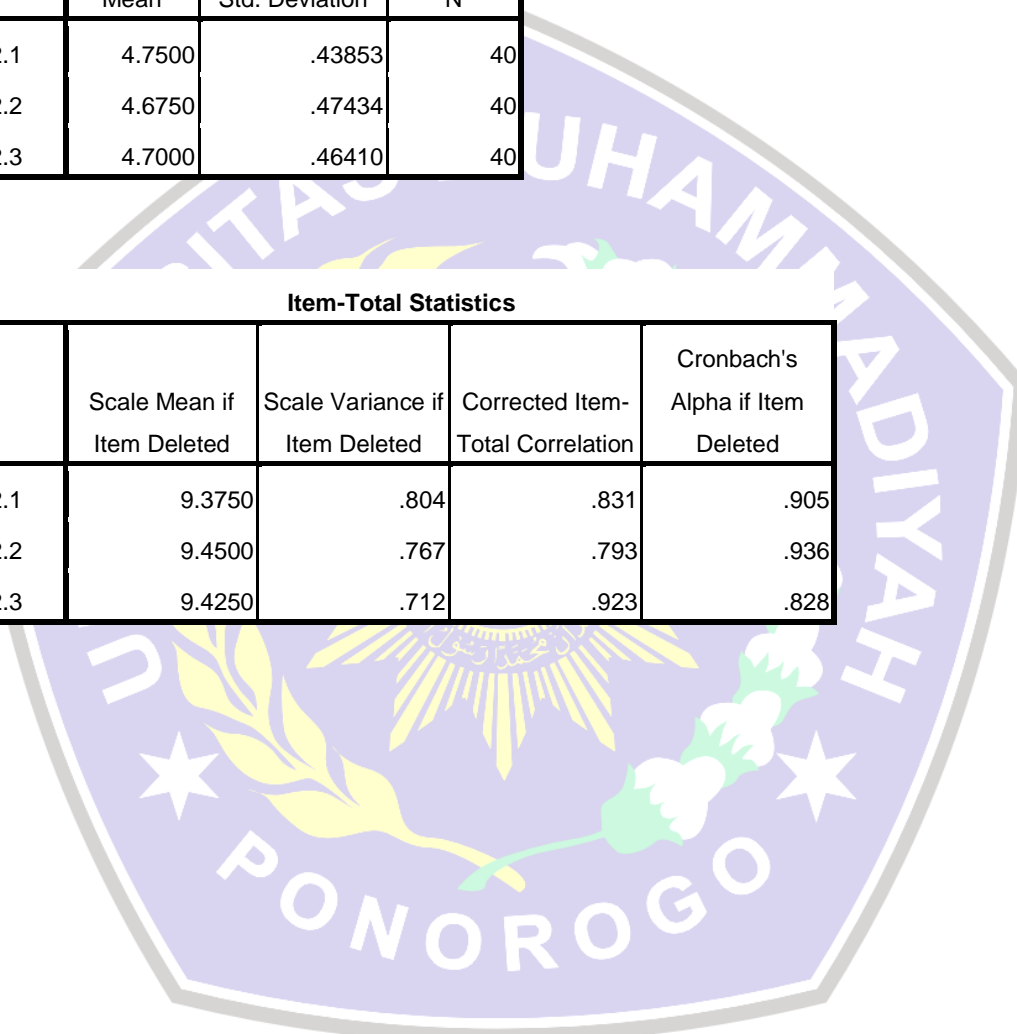 Mean Std. Deviation N
2.1 4.7500 .43853 40
2.2 4.6750 .47434 40
2.3 4.7000 .46410 40
Item-Total Statistics
Scale Mean if Item Deleted Scale Variance if Item Deleted Corrected Item-Total Correlation Cronbach's Alpha if Item Deleted
2.1 9.3750 .804 .831 .905
2.2 9.4500 .767 .793 .936
2.3 9.4250 .712 .923 .828
UHAMMADIYAH
PONOROGO